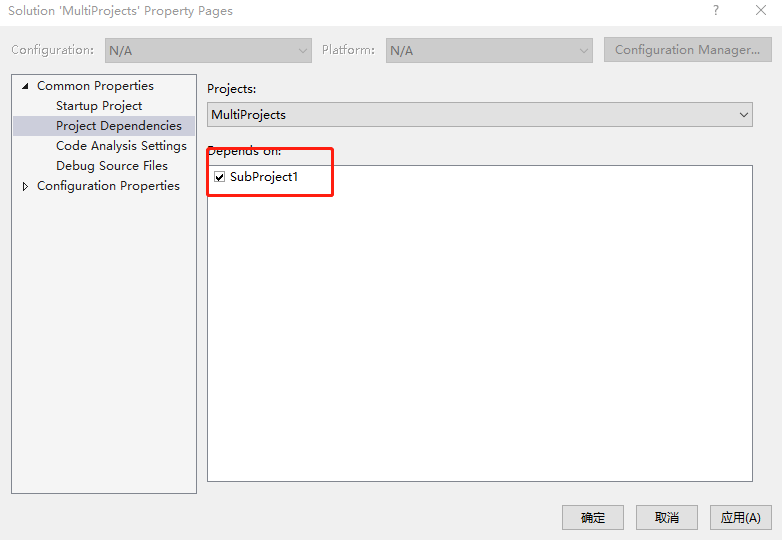 Solution 'MultiProjects' Property Pages
Configuration: N/A Platform: N/A Configuration Manager...
Common Properties
Startup Project
Project Dependencies
Code Analysis Settings
Debug Source Files
Configuration Properties
Projects:
MultiProjects
Depends on:
SubProject1
确定 取消 应用(A)